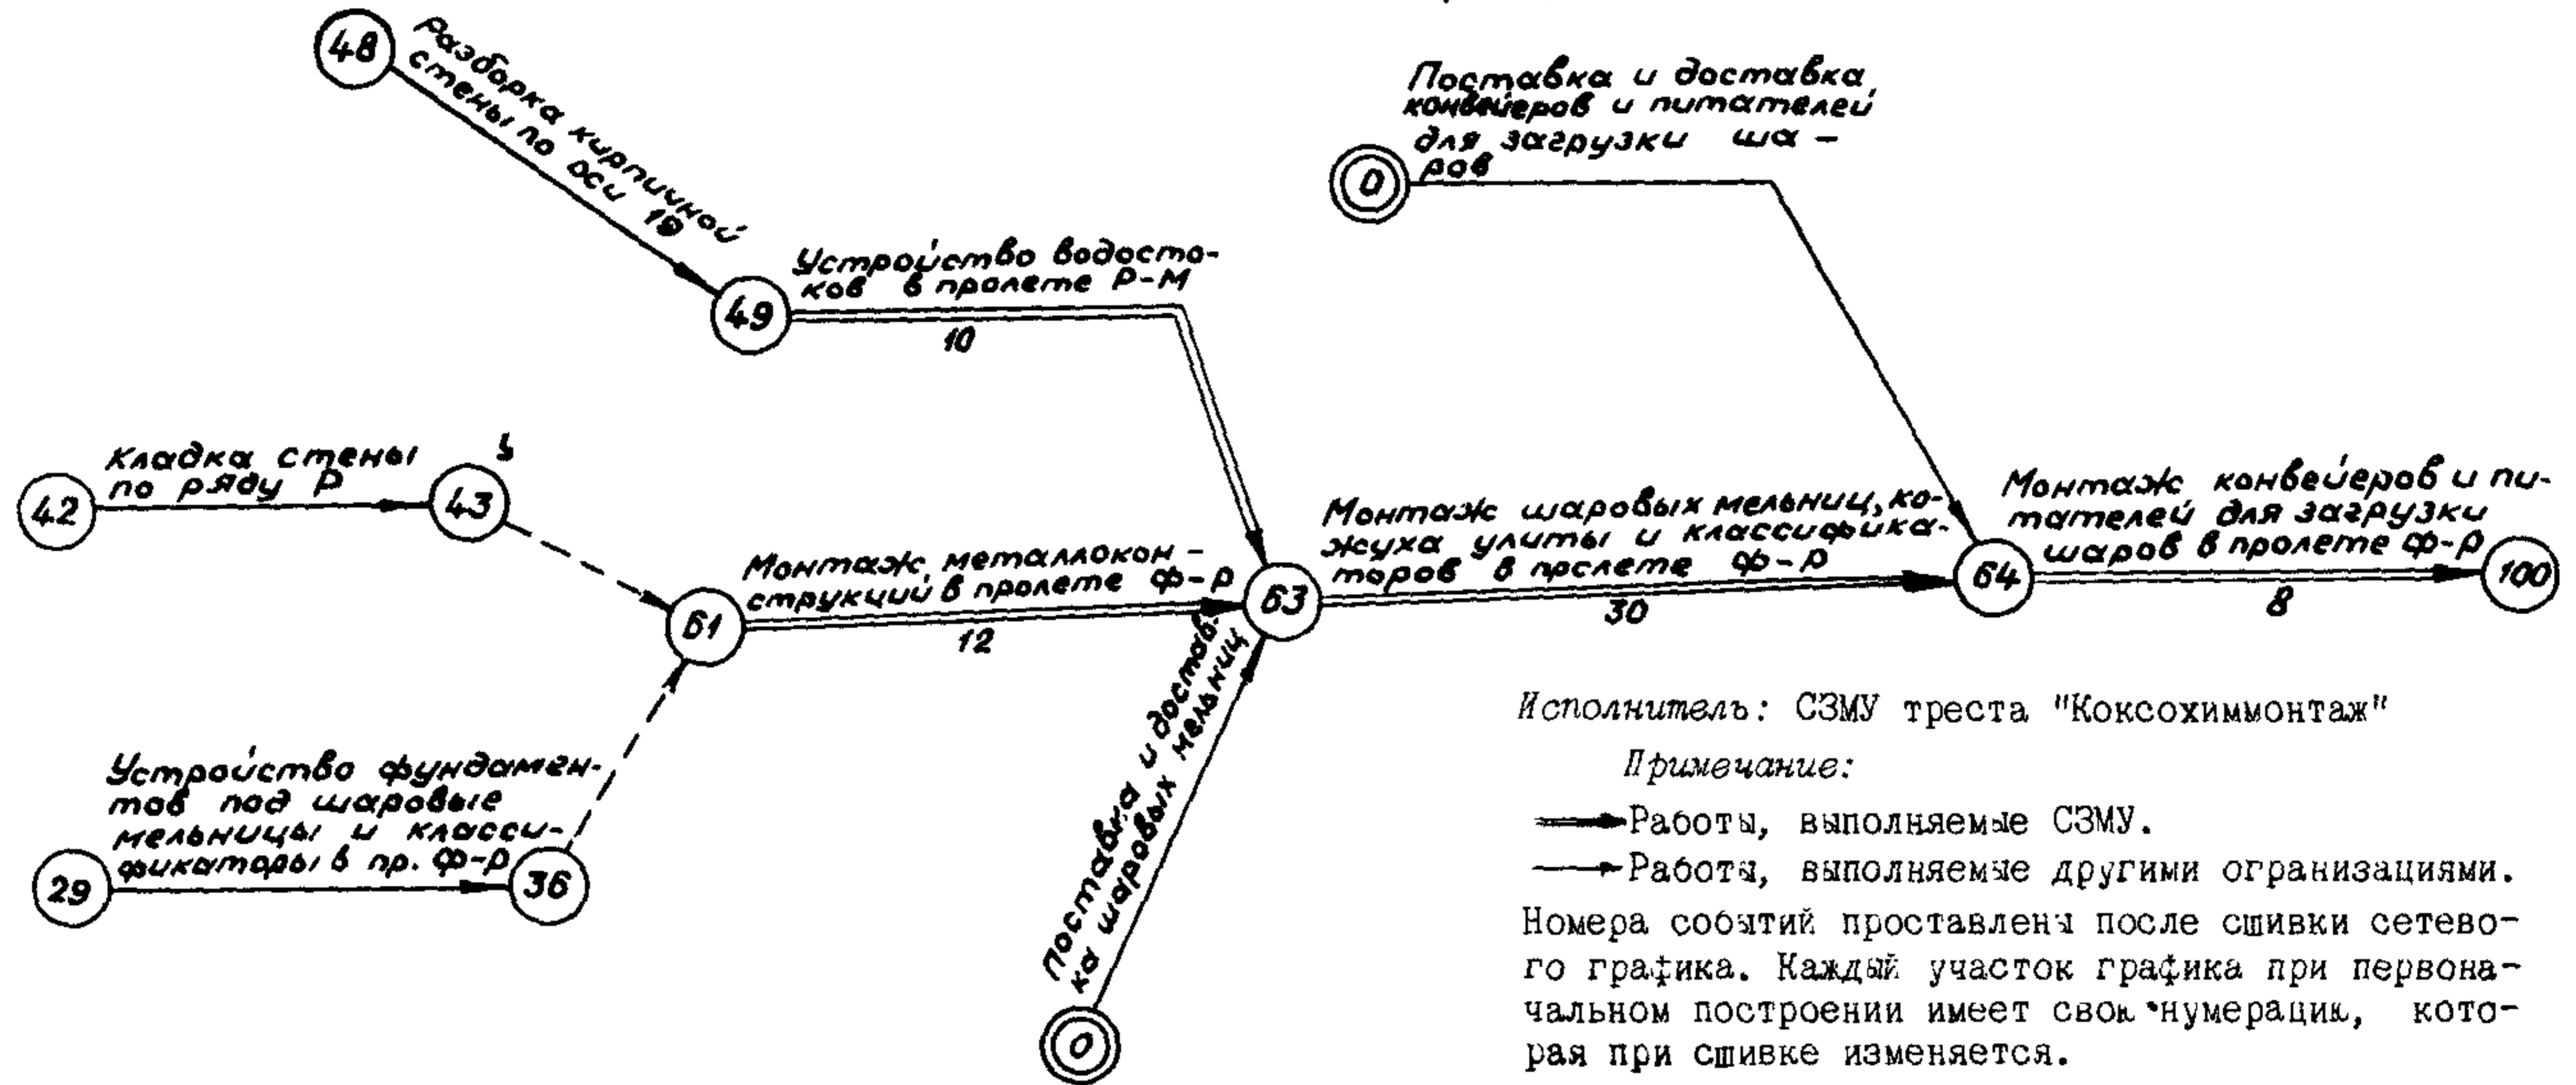 48
Разборка кирпичной
стены по оси 19
49
Устройство водосто-
ков в пролете Р-М
10
Поставка и доставка
конвейеров и питателей
для загрузки ша-
ров
0
42
Кладка стены
по ряду Р
43
61
Монтаж металлокон-
струкций в пролете Ф-Р
12
63
Монтаж шаровых мельниц, ко-
жуха улиты и классифика-
торов в пролете Ф-Р
30
64
Монтаж конвейеров и пи-
тателей для загрузки
шаров в пролете Ф-Р
8
100
29
Устройство фундамен-
тов под шаровые
мельницы и класси-
фикаторы в пр. Ф-Р
36
Поставка и достав-
ка шаровых мельниц
0
Исполнитель: СЗМУ треста "Коксохиммонтаж"
Примечание:
Работы, выполняемые СЗМУ.
Работы, выполняемые другими огранизациями.
Номера событий проставлены после сшивки сетево-
го графика. Каждый участок графика при первона-
чальном построении имеет свою нумерацию, кото-
рая при сшивке изменяется.